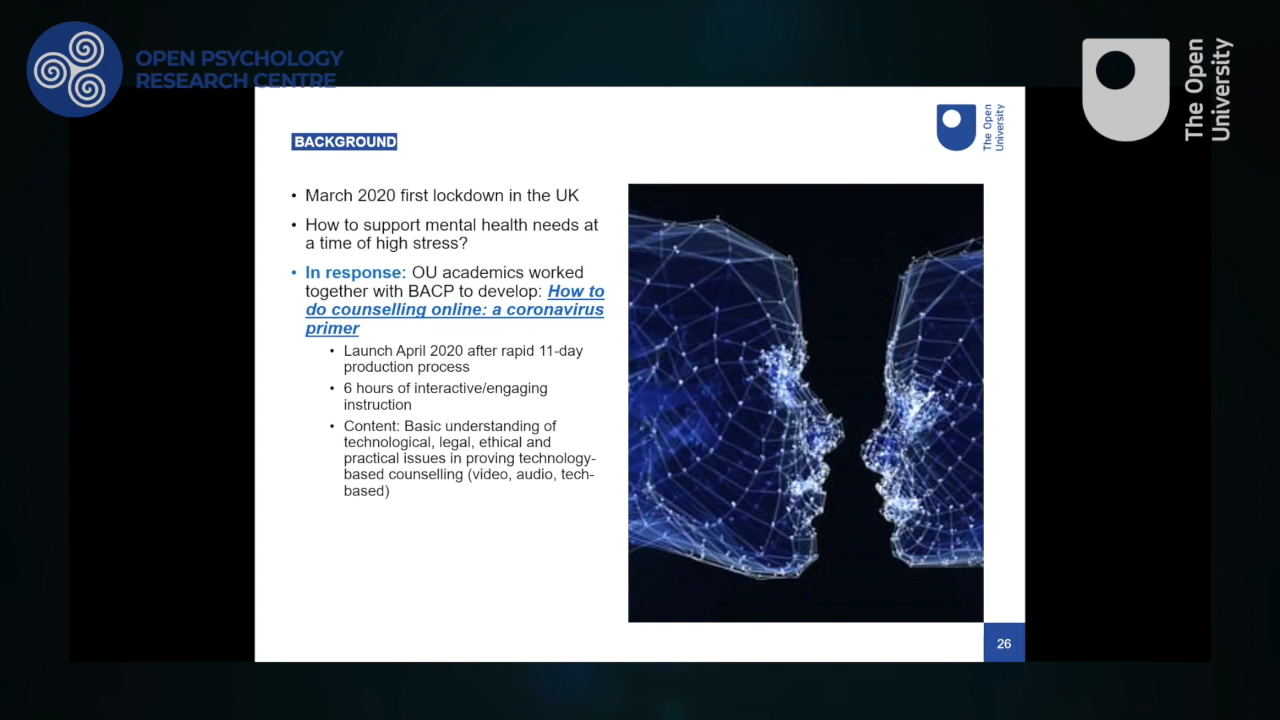 OPEN PSYCHOLOGY
RESEARCH CENTRE
The Open
University
BACKGROUND
The Open
University
• March 2020 first lockdown in the UK
• How to support mental health needs at
a time of high stress?
• In response: OU academics worked
together with BACP to develop: How to
do counselling online: a coronavirus
primer
• Launch April 2020 after rapid 11-day
production process
• 6 hours of interactive/engaging
instruction
• Content: Basic understanding of
technological, legal, ethical and
practical issues in proving technology-
based counselling (video, audio, tech-
based)
26